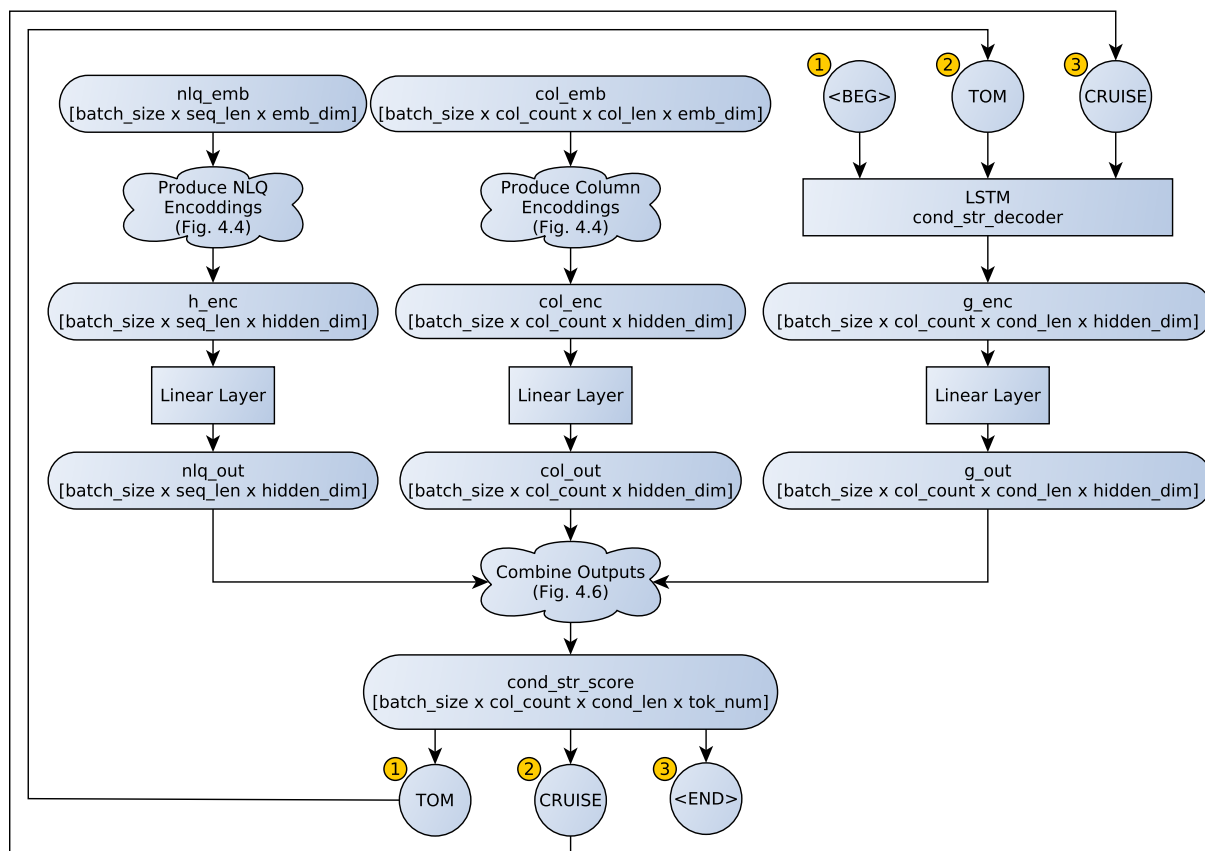 1
<BEG>
2
TOM
3
CRUISE
nlq_emb
[batch_size x seq_len x emb_dim]
col_emb
[batch_size x col_count x col_len x emb_dim]
Produce NLQ
Encoddings
(Fig. 4.4)
Produce Column
Encoddings
(Fig. 4.4)
LSTM
cond_str_decoder
h_enc
[batch_size x seq_len x hidden_dim]
col_enc
[batch_size x col_count x hidden_dim]
g_enc
[batch_size x col_count x cond_len x hidden_dim]
Linear Layer
Linear Layer
Linear Layer
nlq_out
[batch_size x seq_len x hidden_dim]
col_out
[batch_size x col_count x hidden_dim]
g_out
[batch_size x col_count x cond_len x hidden_dim]
Combine Outputs
(Fig. 4.6)
cond_str_score
[batch_size x col_count x cond_len x tok_num]
1
TOM
2
CRUISE
3
<END>